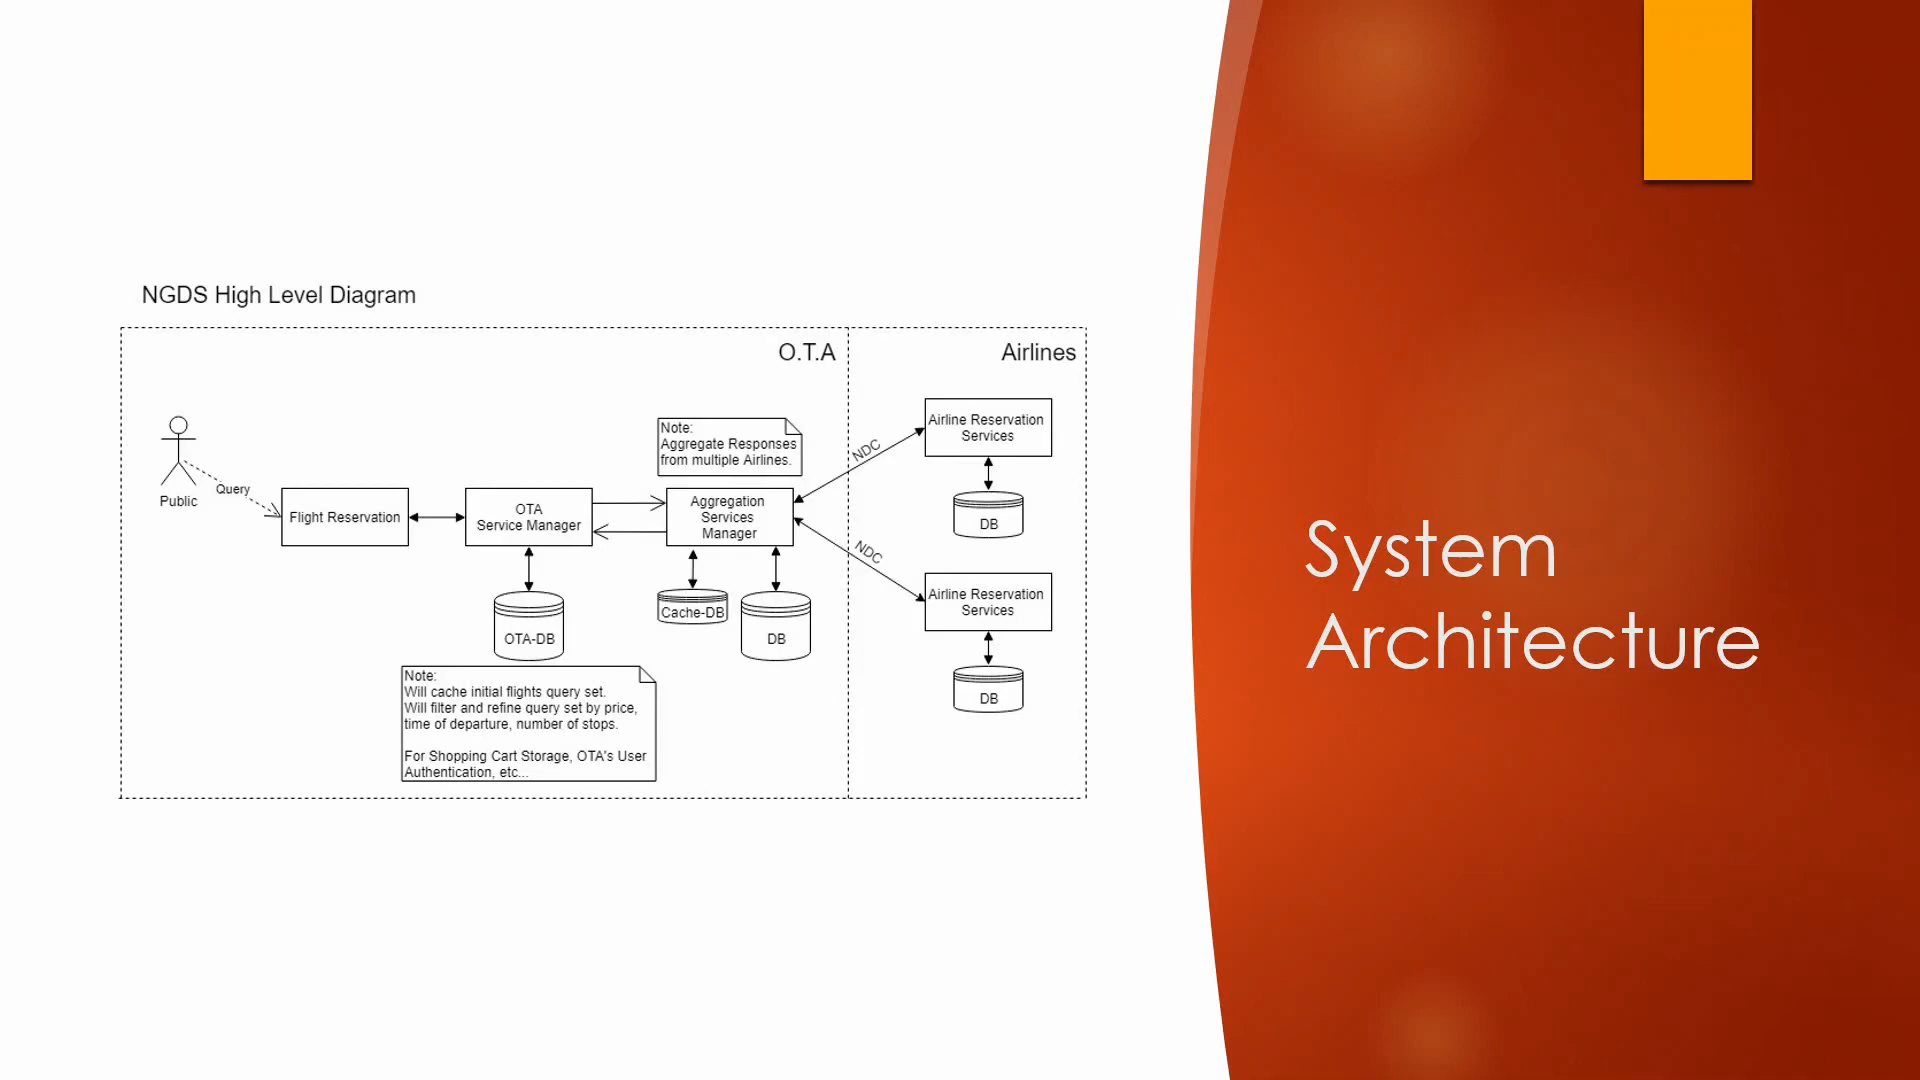 NGDS High Level Diagram
O.T.A
Airlines
Public
Query
Flight Reservation
OTA
Service Manager
Note:
Aggregate Responses
from multiple Airlines.
Aggregation
Services
Manager
NDC
NDC
Airline Reservation
Services
DB
Airline Reservation
Services
DB
OTA-DB
Cache-DB
DB
Note:
Will cache initial flights query set.
Will filter and refine query set by price,
time of departure, number of stops.
For Shopping Cart Storage, OTA's User
Authentication, etc...
System
Architecture